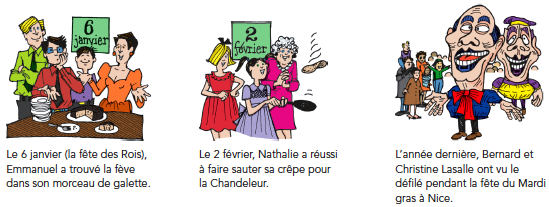 6
janvier
2
février
Le 6 janvier (la fête des Rois),
Emmanuel a trouvé la fève
dans son morceau de galette.
Le 2 février, Nathalie a réussi
à faire sauter sa crêpe pour
la Chandeleur.
L'année dernière, Bernard et
Christine Lasalle ont vu le
défilé pendant la fête du Mardi
gras à Nice.